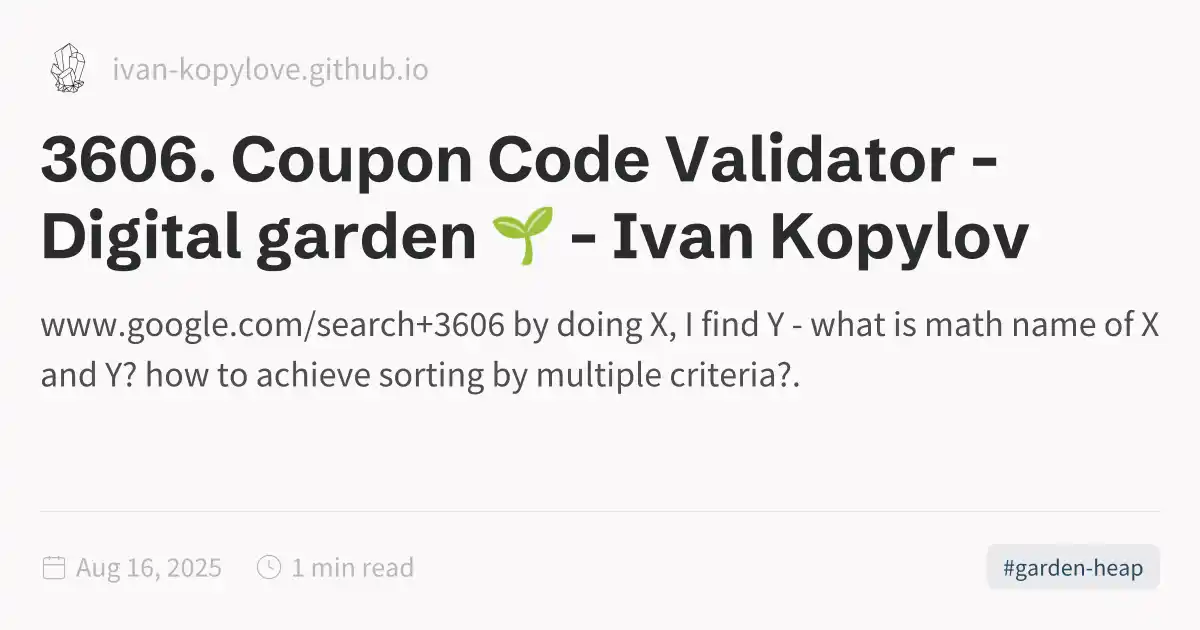 ivan-kopylove.github.io
3606. Coupon Code Validator -
Digital garden 🌱 - Ivan Kopylov
www.google.com/search+3606 by doing X, I find Y - what is math name of X
and Y? how to achieve sorting by multiple criteria?.
Aug 16, 2025 1 min read #garden-heap